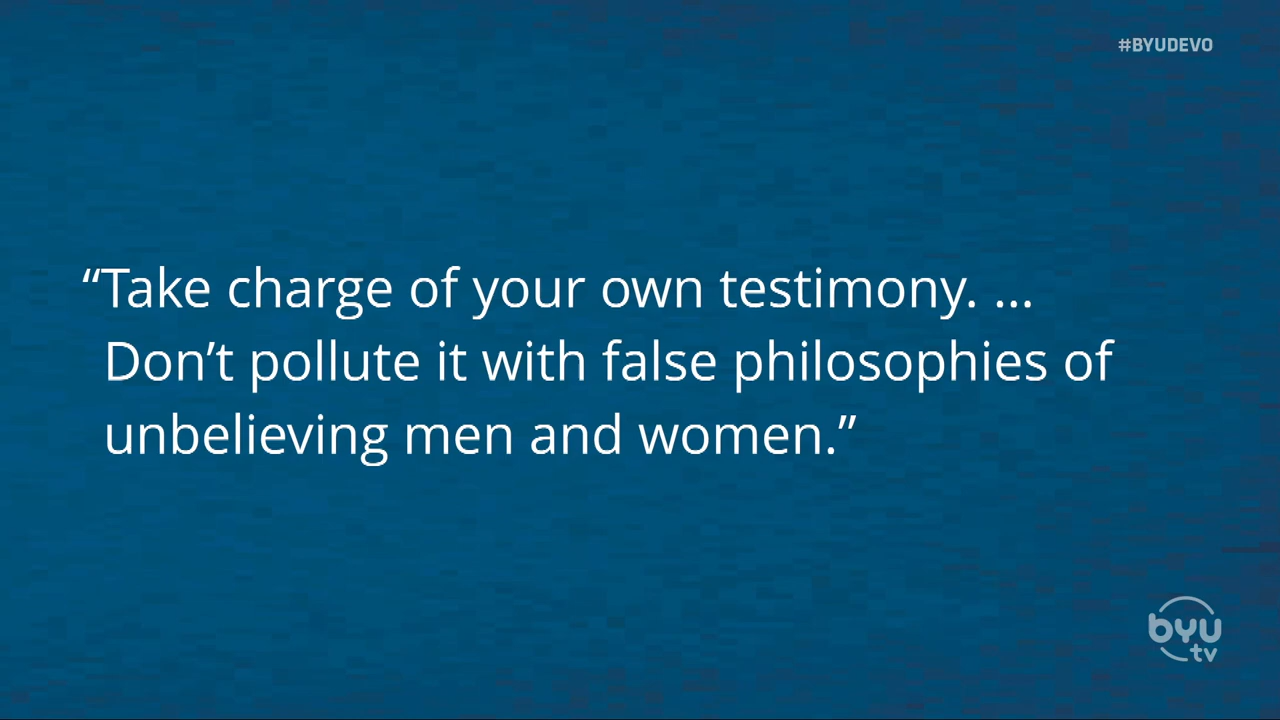 #BYUDEVO
“Take charge of your own testimony. ...
Don’t pollute it with false philosophies of
unbelieving men and women.”
byu
tv